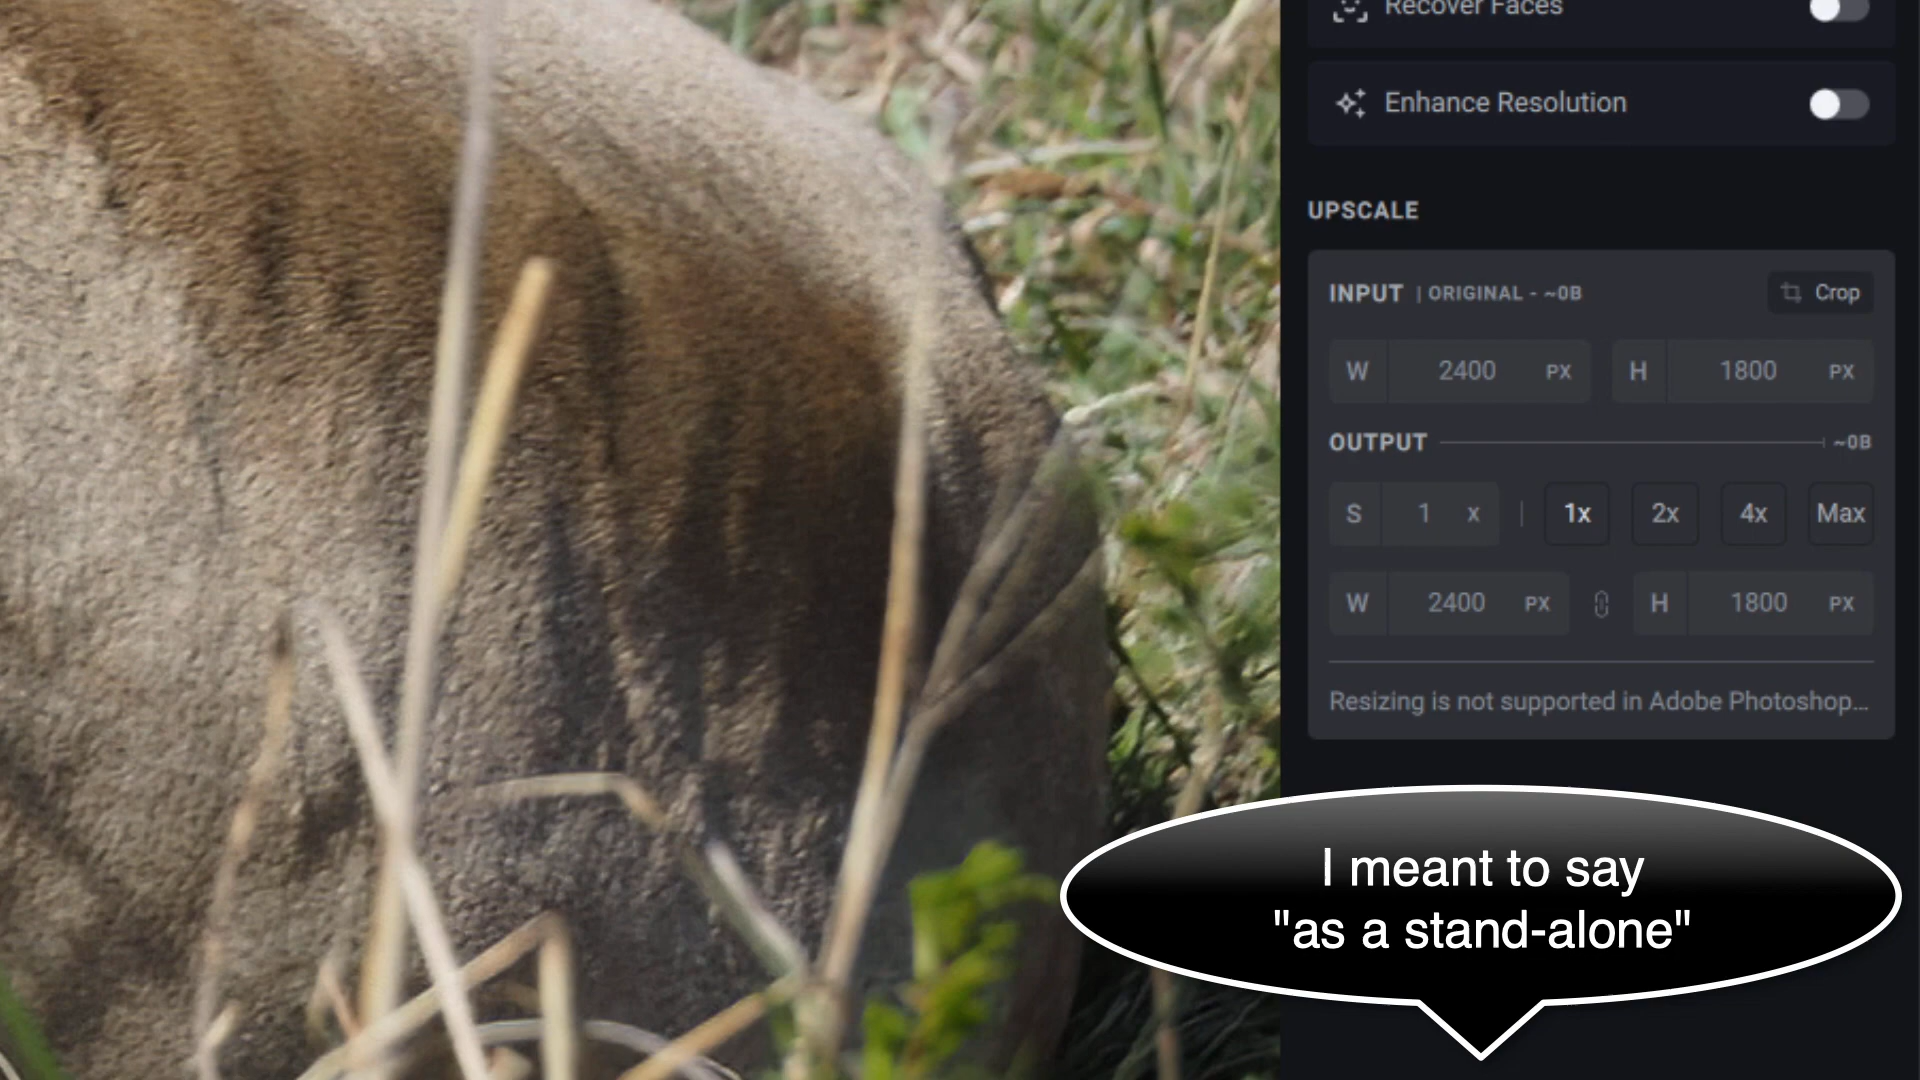 Recover Faces
Enhance Resolution
UPSCALE
INPUT | ORIGINAL - ~0B
Crop
W 2400 PX H 1800 PX
OUTPUT ~0B
S 1 x | 1x 2x 4x Max
W 2400 PX H 1800 PX
Resizing is not supported in Adobe Photoshop...
I meant to say
"as a stand-alone"